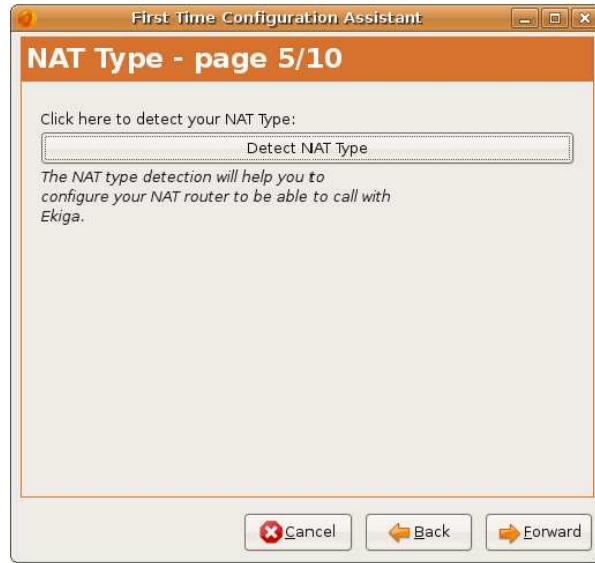 First Time Configuration Assistant
NAT Type - page 5/10
Click here to detect your NAT Type:
Detect NAT Type
The NAT type detection will help you to
configure your NAT router to be able to call with
Ekiga.
Cancel
Back
Forward